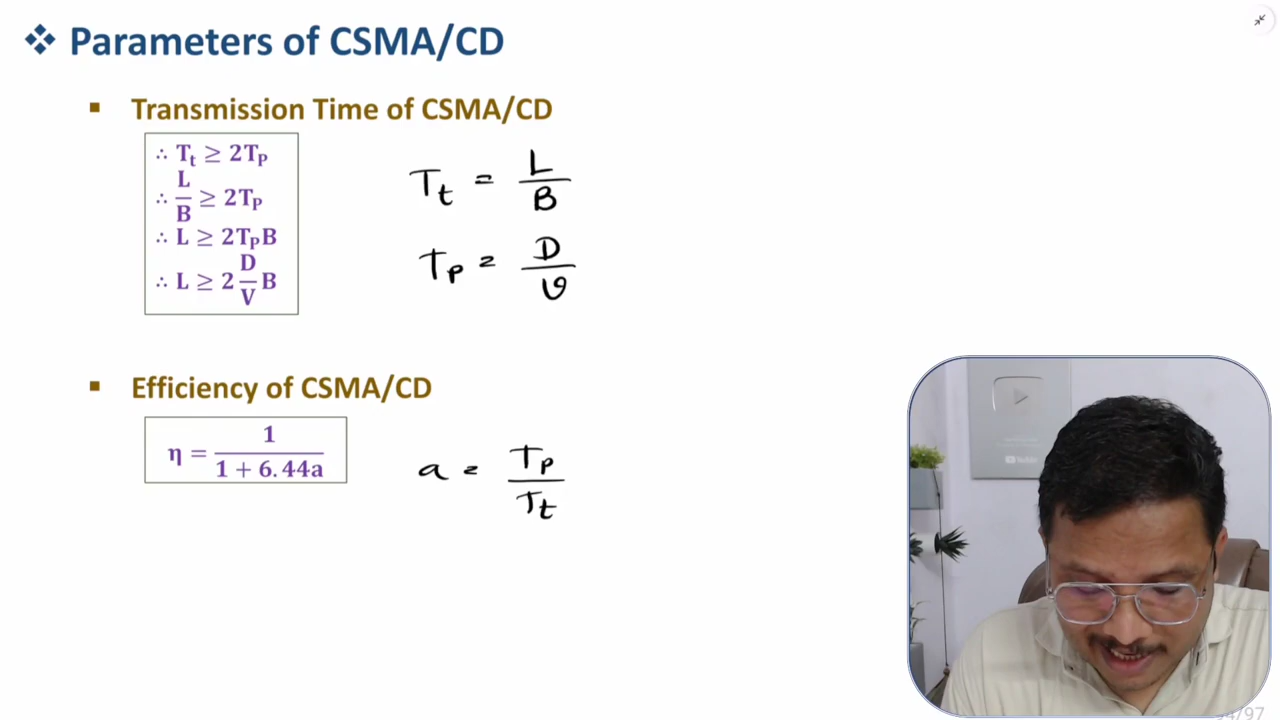 ❖ Parameters of CSMA/CD
▪ Transmission Time of CSMA/CD
∴ Tt ≥ 2TP
∴ L/B ≥ 2TP
∴ L ≥ 2TPB
∴ L ≥ 2 D/V B
Tt = L/B
Tp = D/v
▪ Efficiency of CSMA/CD
η = 1/(1 + 6.44a)
a = Tp/Tt
YouTube